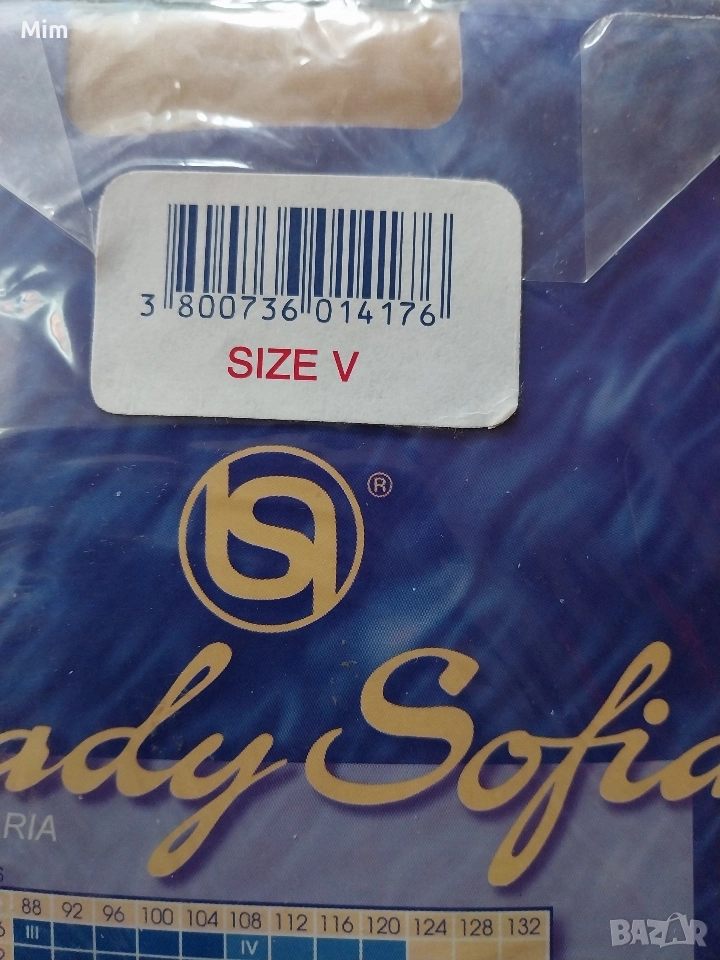 Mim
3 800736 014176
SIZE V
®
ady Sofia
RIA
S
88 92 96 100 104 108 112 116 120 124 128 132
6 III IV
BAZAR